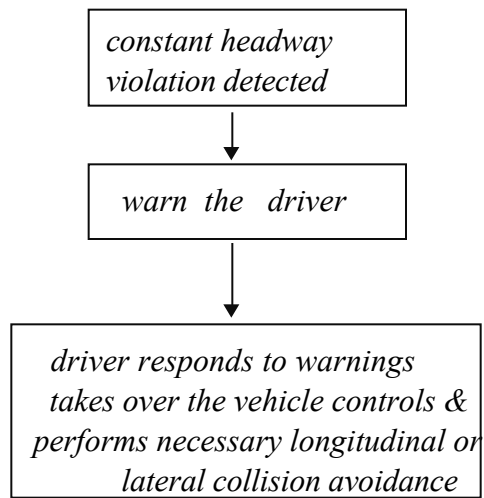 constant headway
violation detected
warn the driver
driver responds to warnings
takes over the vehicle controls &
performs necessary longitudinal or
lateral collision avoidance